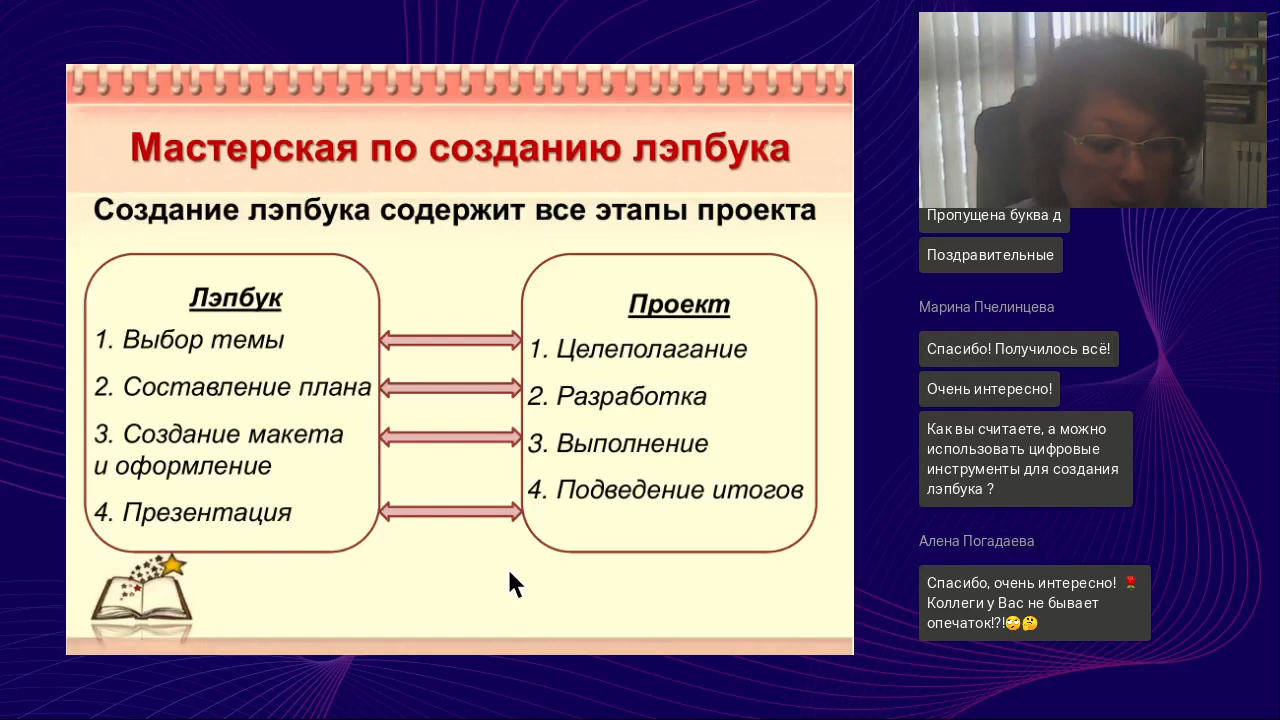 Мастерская по созданию лэпбука
Создание лэпбука содержит все этапы проекта
Лэпбук
1. Выбор темы
2. Составление плана
3. Создание макета
и оформление
4. Презентация
Проект
1. Целеполагание
2. Разработка
3. Выполнение
4. Подведение итогов
Пропущена буква д
Поздравительные
Марина Пчелинцева
Спасибо! Получилось всё!
Очень интересно!
Как вы считаете, а можно
использовать цифровые
инструменты для создания
лэпбука ?
Алена Погадаева
Спасибо, очень интересно! 🌹
Коллеги у Вас не бывает
опечаток!?!🙄🤔